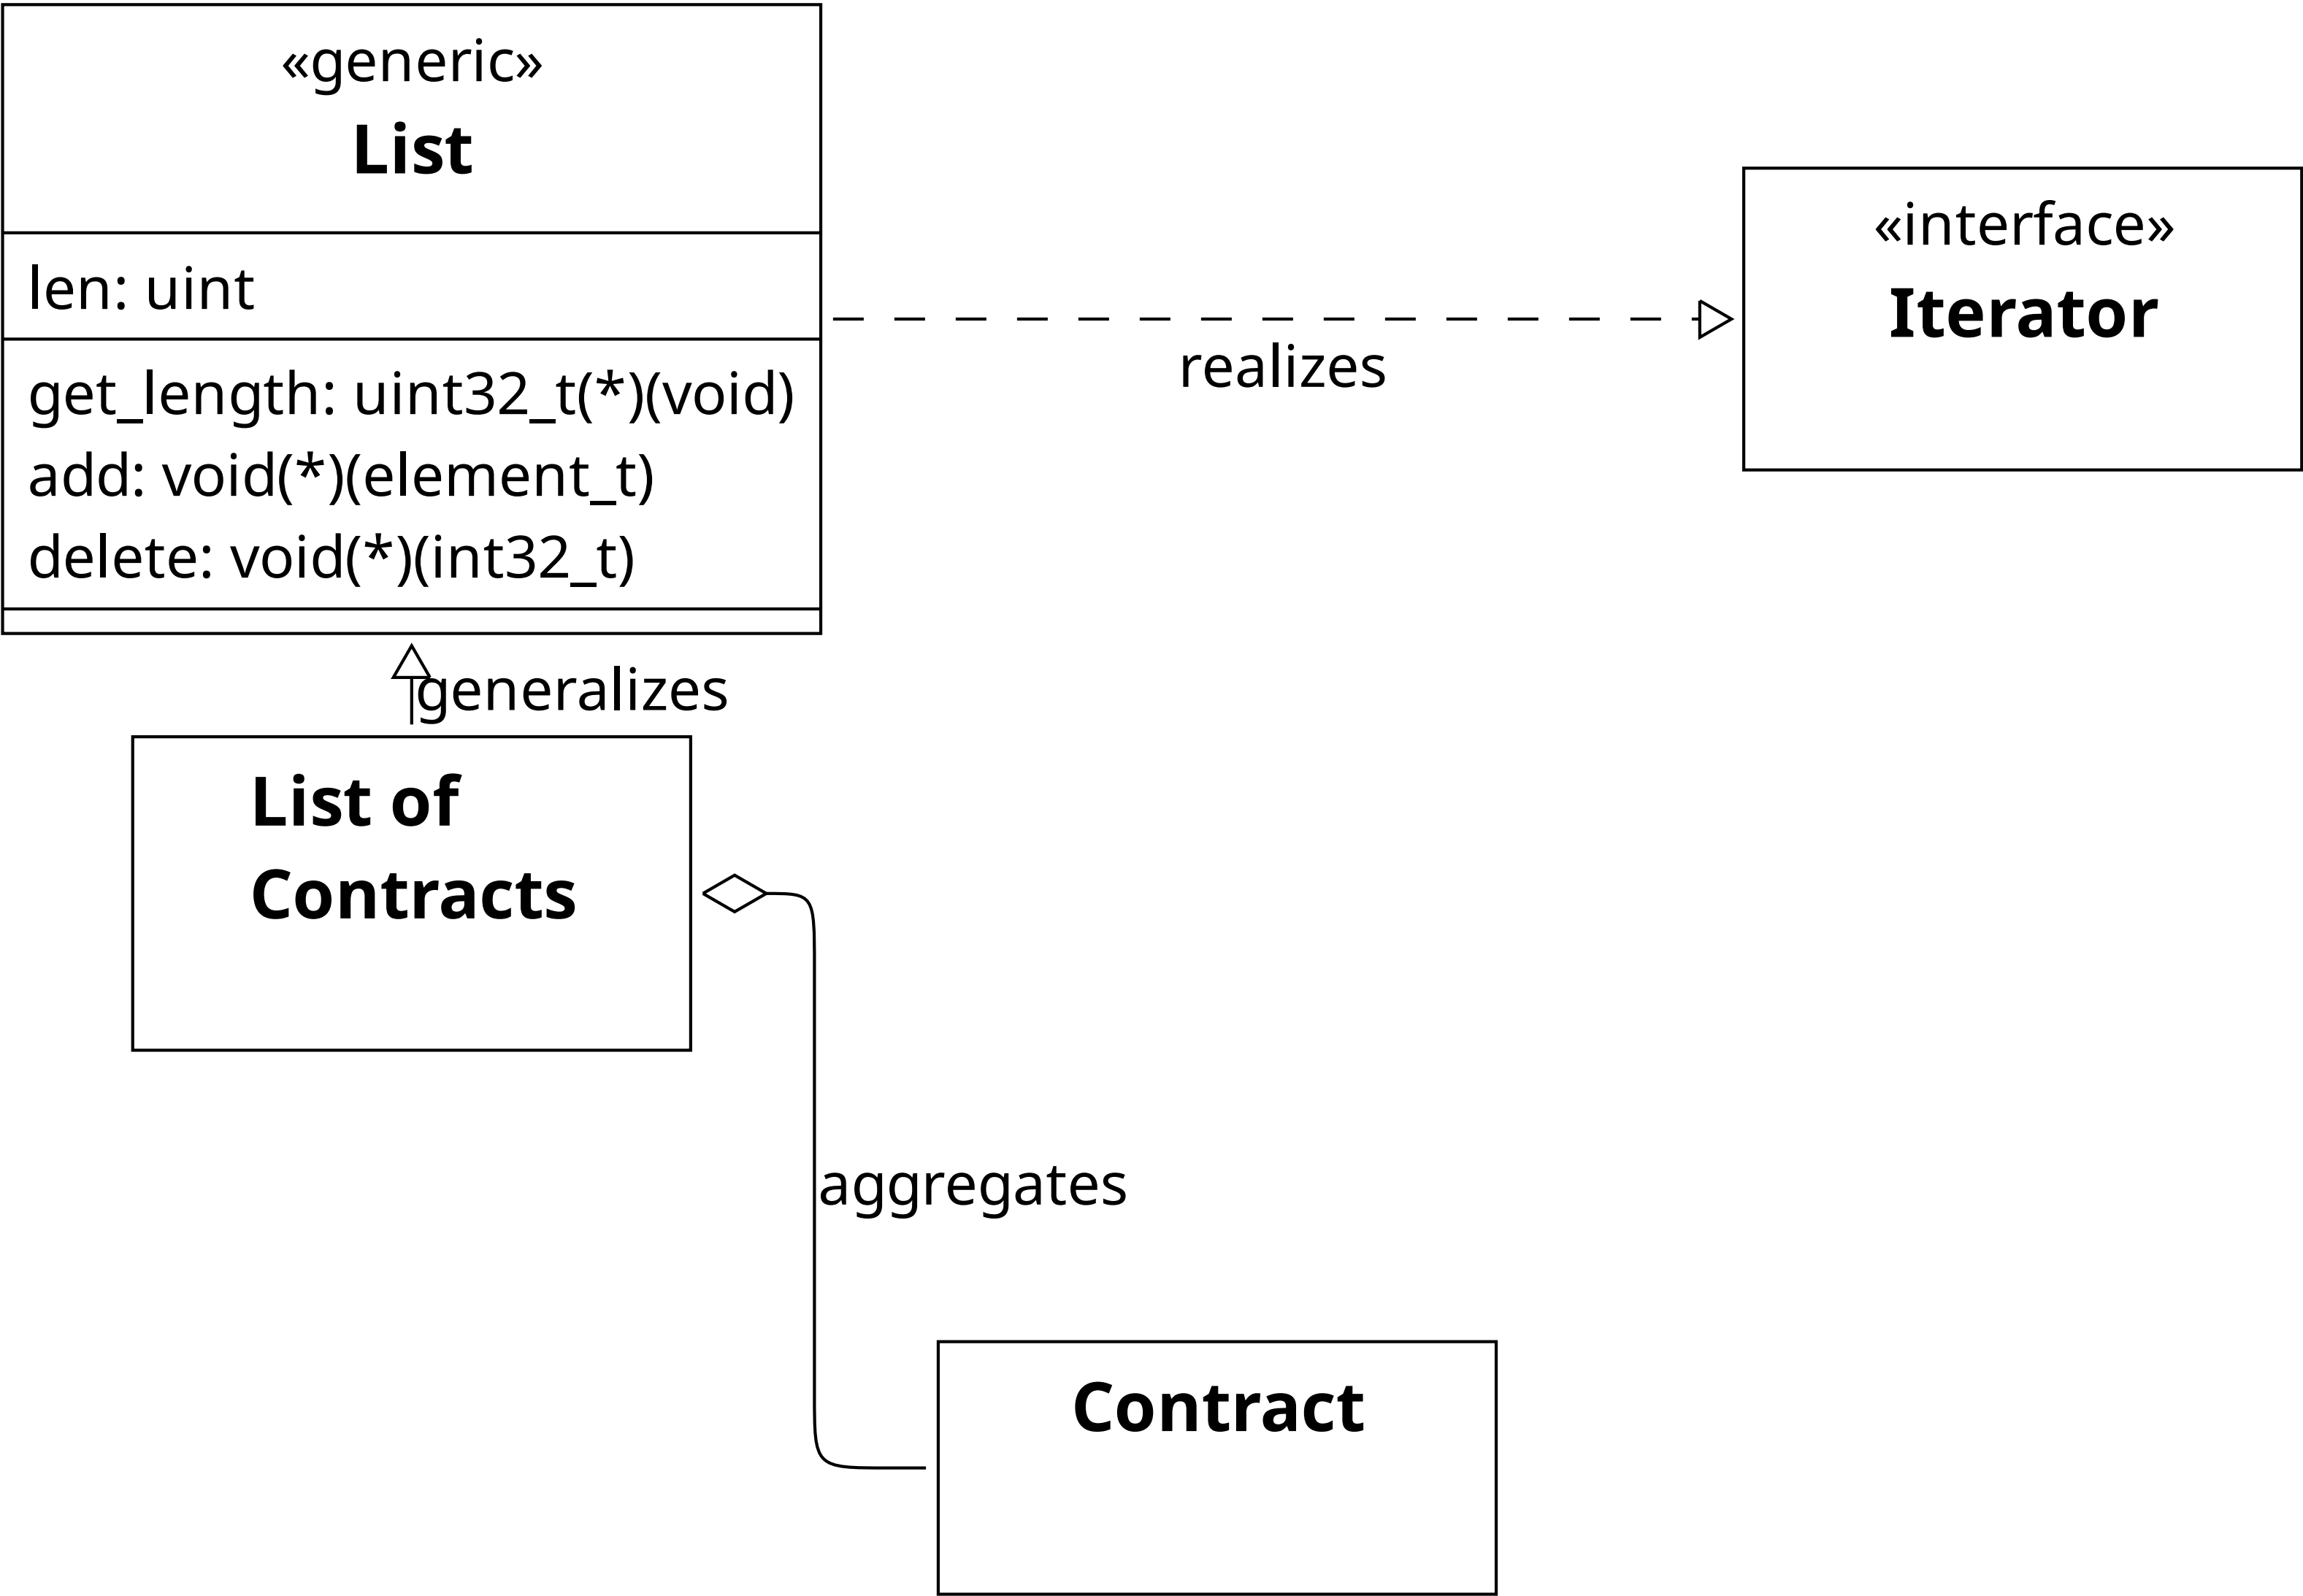 «generic»
List
len: uint
get_length: uint32_t(*)(void)
add: void(*)(element_t)
delete: void(*)(int32_t)
realizes
«interface»
Iterator
generalizes
List of
Contracts
aggregates
Contract